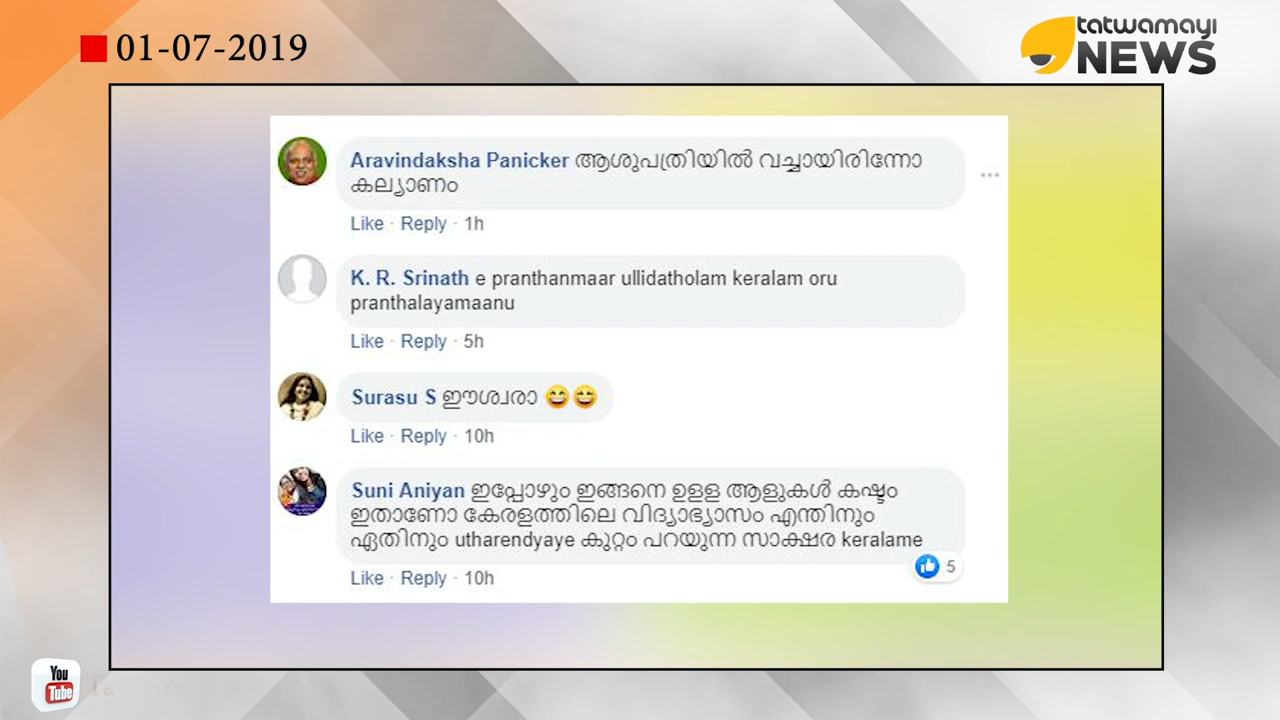 01-07-2019
tatwamayi
NEWS
Aravindaksha Panicker ആശുപത്രിയിൽ വച്ചായിരിന്നോ
കല്യാണം
Like · Reply · 1h
K. R. Srinath e pranthanmaar ullidatholam keralam oru
pranthalayamaanu
Like · Reply · 5h
Surasu S ഈശ്വരാ 😄😄
Like · Reply · 10h
Suni Aniyan ഇപ്പോഴും ഇങ്ങനെ ഉളള ആളുകൾ കഷ്ടം
ഇതാണോ കേരളത്തിലെ വിദ്യാഭ്യാസം എന്തിനും
ഏതിനും utharendyaye കുറ്റം പറയുന്ന സാക്ഷര keralame
5
Like · Reply · 10h
You
Tube